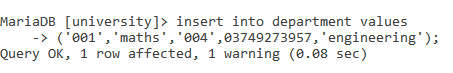 MariaDB [university]> insert into department values
    -> ('001','maths','004',03749273957,'engineering');
Query OK, 1 row affected, 1 warning (0.08 sec)